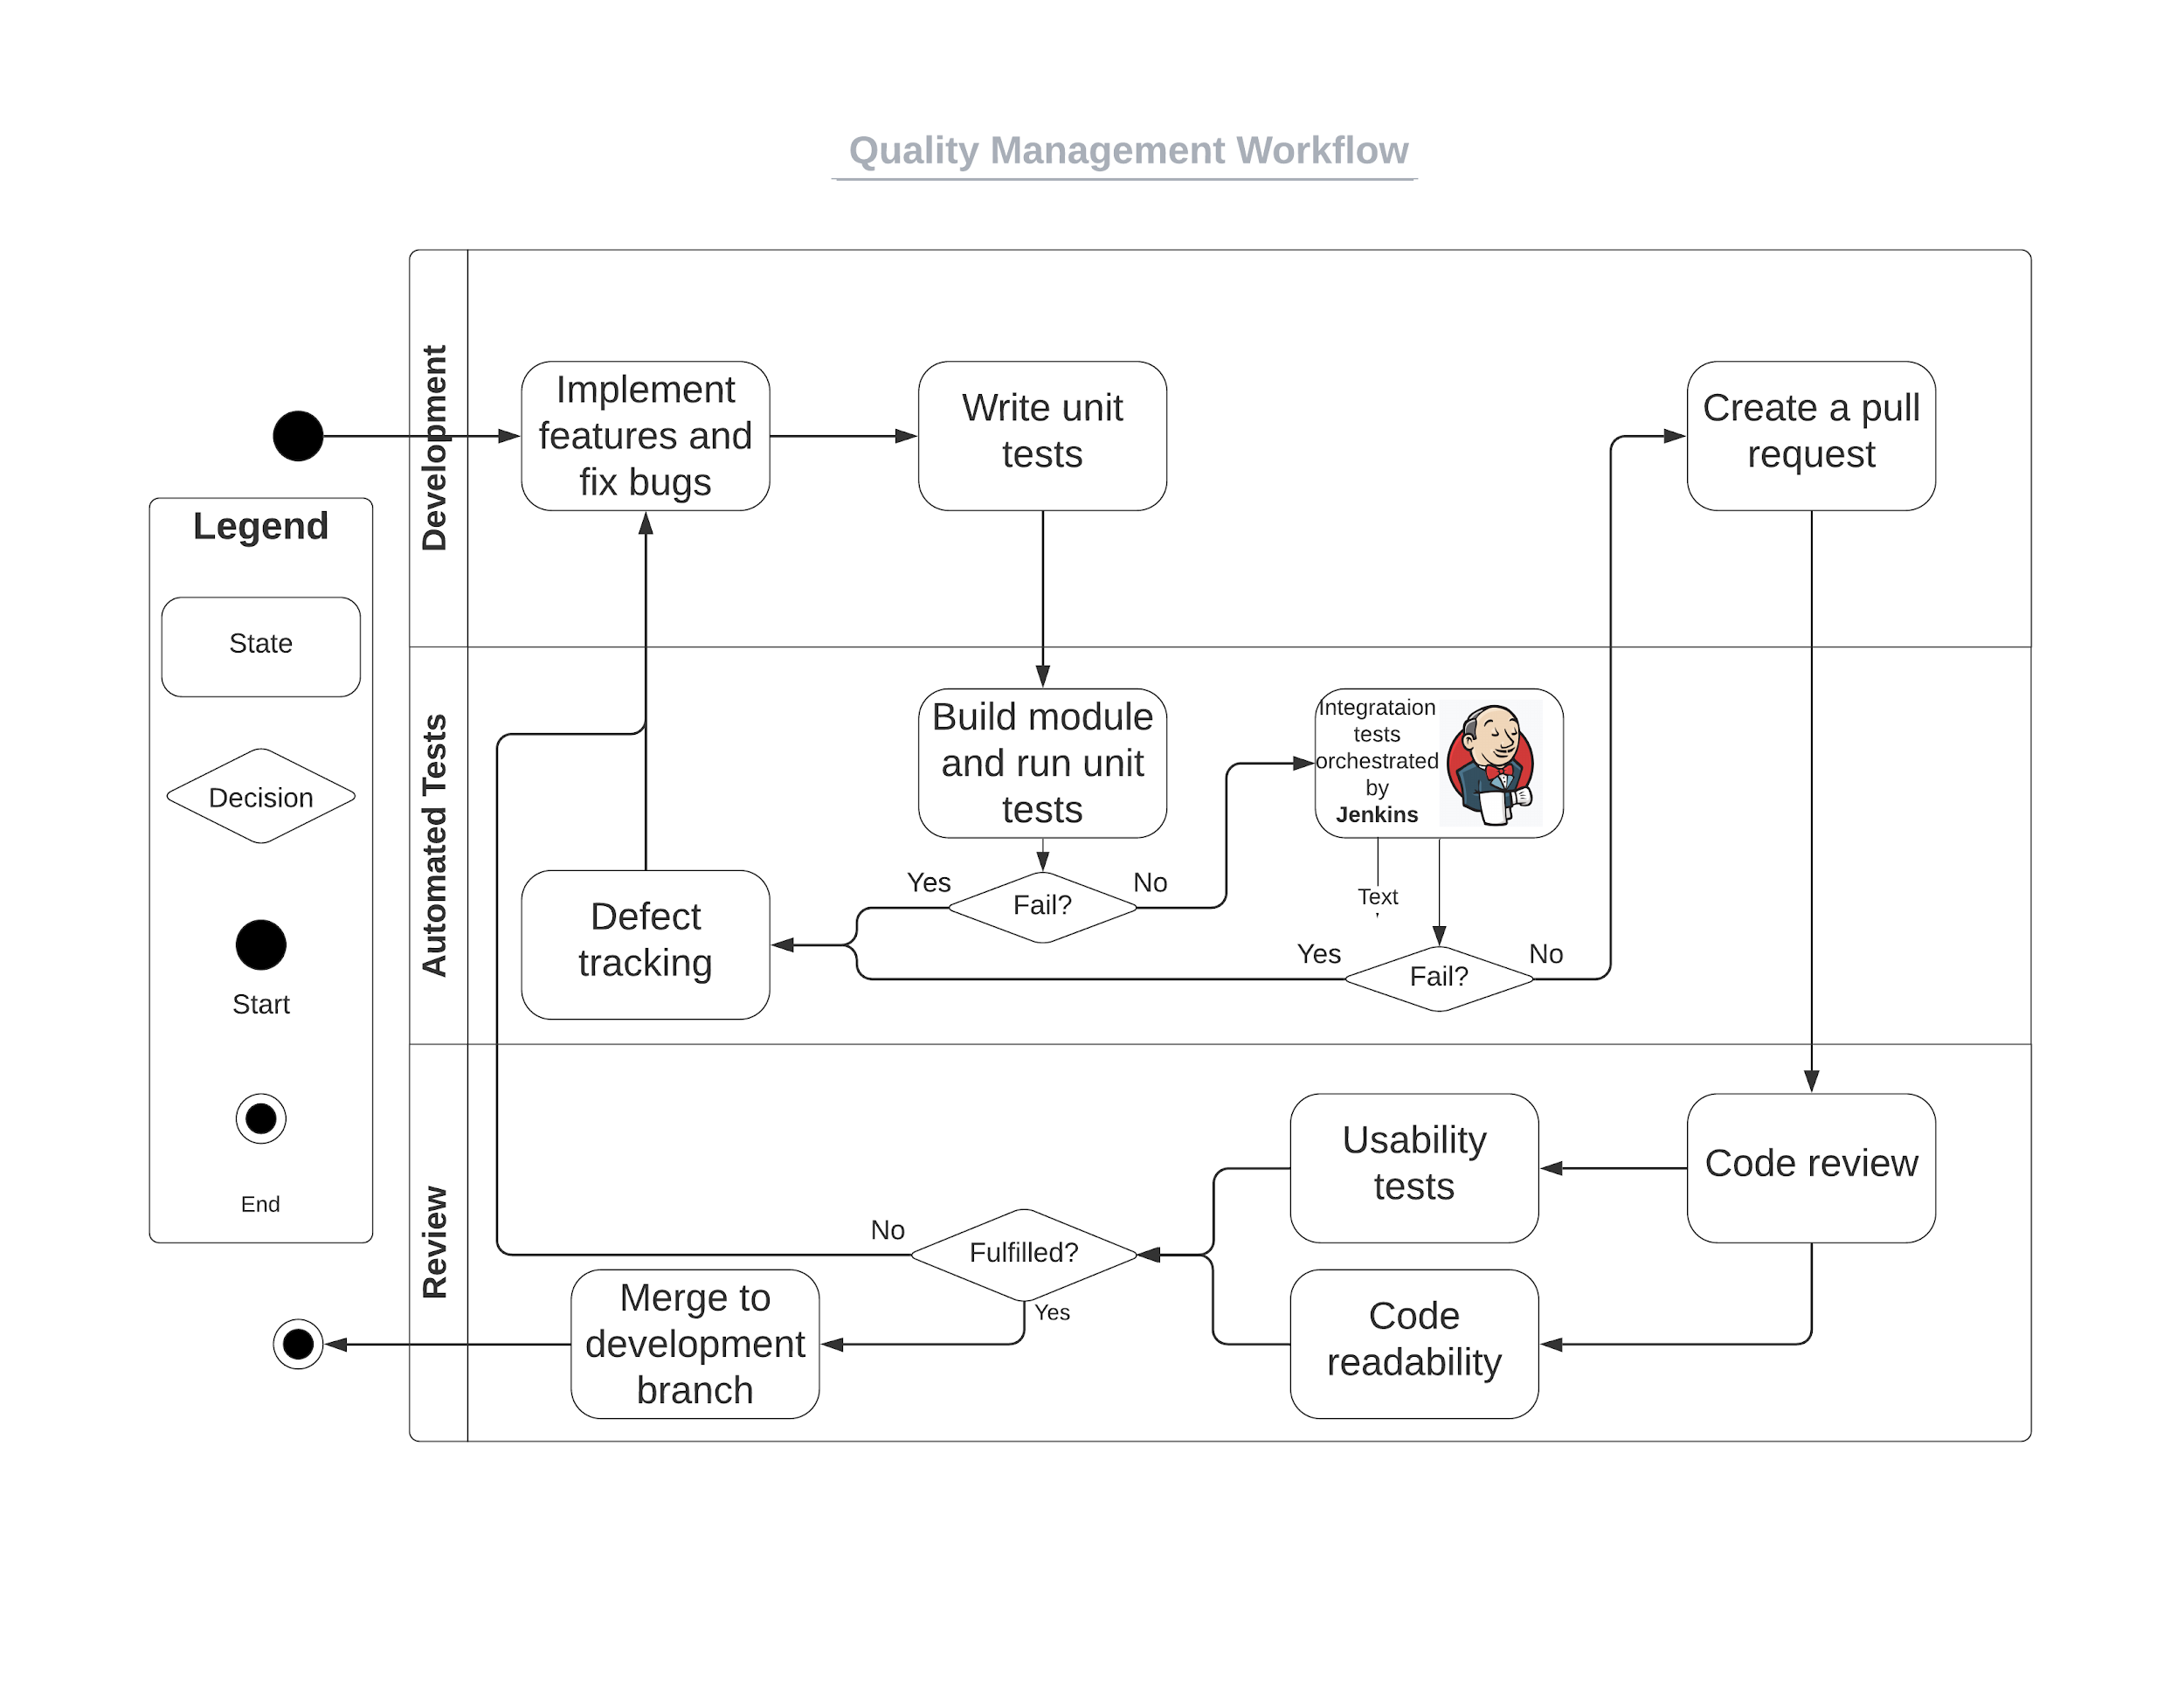 Quality Management Workflow
Development
Implement
features and
fix bugs
Write unit
tests
Create a pull
request
Legend
State
Decision
Start
End
Automated Tests
Build module
and run unit
tests
Integrataion
tests
orchestrated
by
Jenkins
Yes
Fail?
No
Text
Defect
tracking
Yes
Fail?
No
Review
Usability
tests
Code review
No
Fulfilled?
Yes
Merge to
development
branch
Code
readability